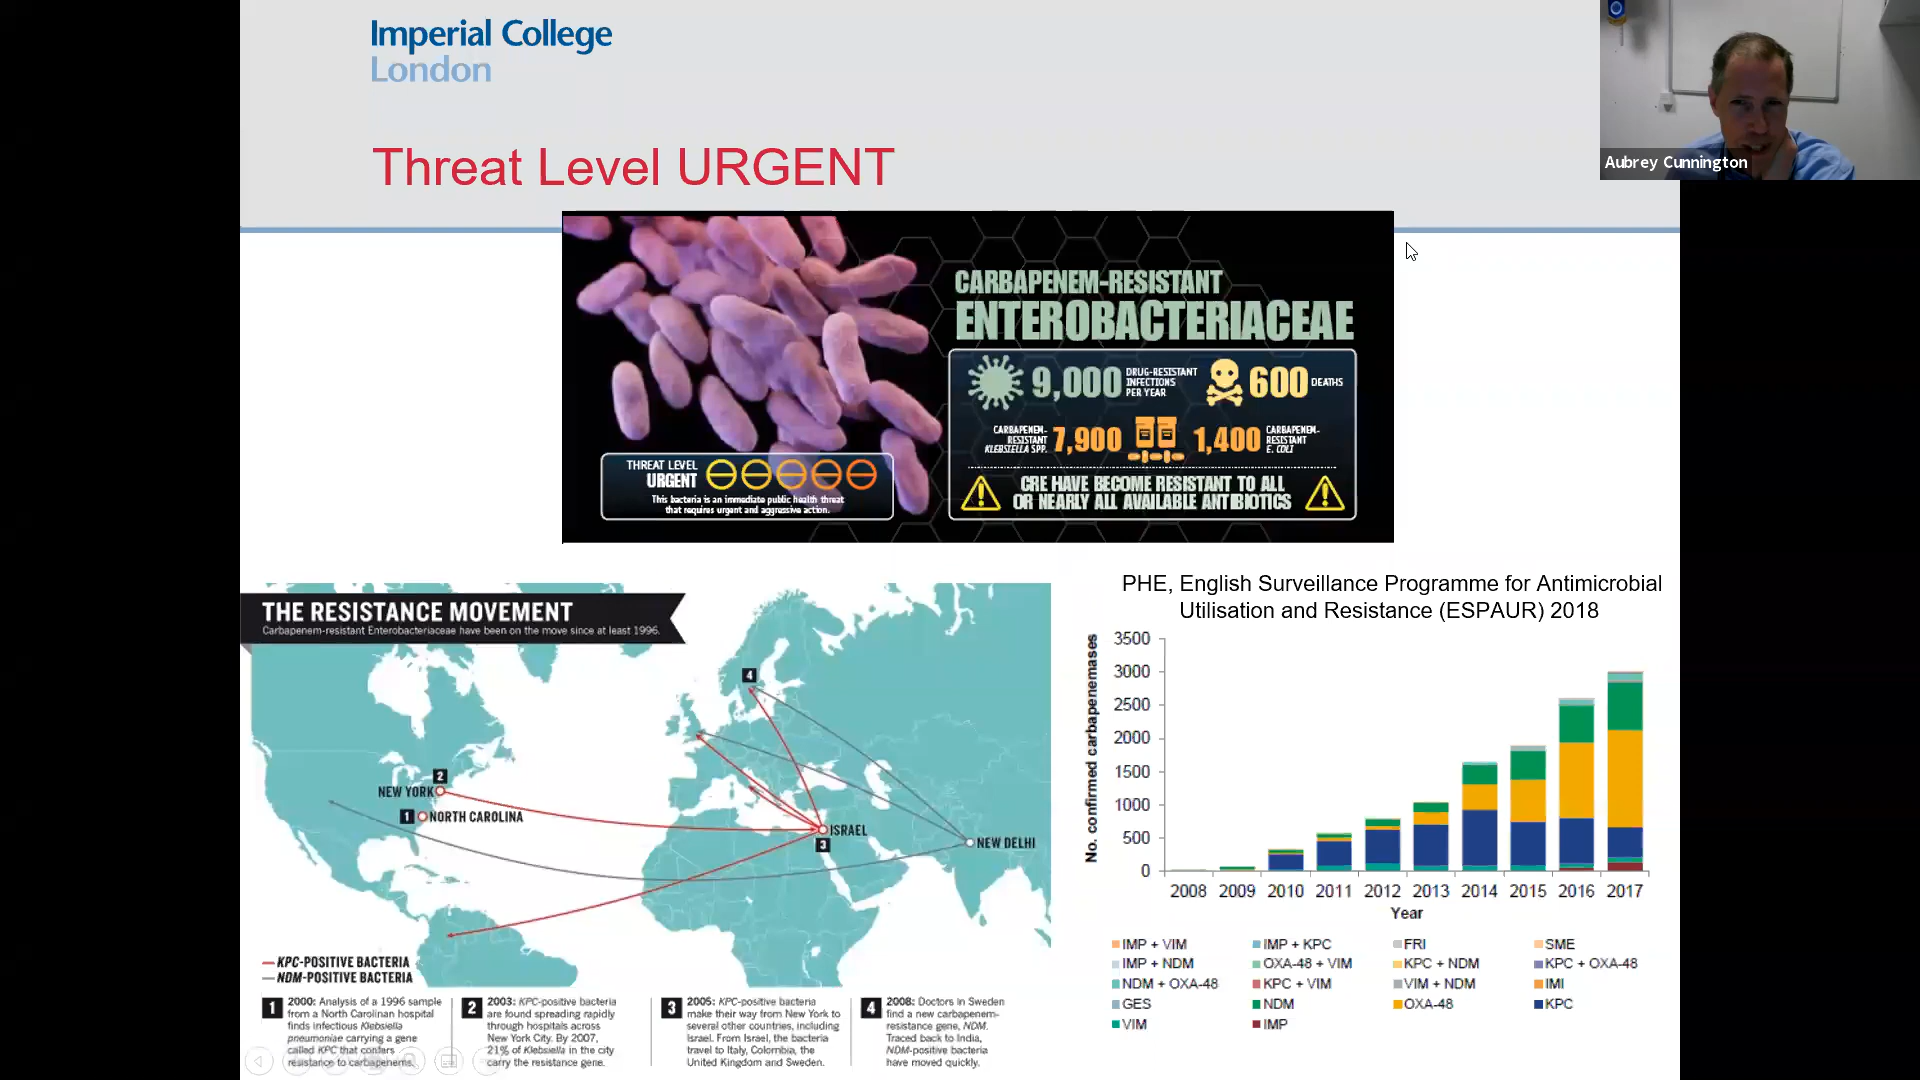 Imperial College
London
Aubrey Cunnington
Threat Level URGENT
CARBAPENEM-RESISTANT
ENTEROBACTERIACEAE
9,000 DRUG-RESISTANT
INFECTIONS
PER YEAR
600 DEATHS
CARBAPENEM-
RESISTANT
KLEBSIELLA SPP.
7,900
1,400
CARBAPENEM-
RESISTANT
E. COLI
THREAT LEVEL
URGENT
This bacteria is an immediate public health threat
that requires urgent and aggressive action.
CRE HAVE BECOME RESISTANT TO ALL
OR NEARLY ALL AVAILABLE ANTIBIOTICS
THE RESISTANCE MOVEMENT
Carbapenem-resistant Enterobacteriaceae have been on the move since at least 1996.
4
2
NEW YORK
1 NORTH CAROLINA
ISRAEL
3
NEW DELHI
KPC-POSITIVE BACTERIA
NDM-POSITIVE BACTERIA
1 2000: Analysis of a 1996 sample
from a North Carolinan hospital
finds infectious Klebsiella
pneumoniae carrying a gene
called KPC that confers
resistance to carbapenems.
2 2003: KPC-positive bacteria
are found spreading rapidly
through hospitals across
New York City. By 2007,
21% of Klebsiella in the city
carry the resistance gene.
3 2005: KPC-positive bacteria
make their way from New York to
several other countries, including
Israel. From Israel, the bacteria
travel to Italy, Colombia, the
United Kingdom and Sweden.
4 2008: Doctors in Sweden
find a new carbapenem-
resistance gene, NDM.
Traced back to India,
NDM-positive bacteria
have moved quickly.
PHE, English Surveillance Programme for Antimicrobial
Utilisation and Resistance (ESPAUR) 2018
No. confirmed carbapenemases
3500
3000
2500
2000
1500
1000
500
0
2008 2009 2010 2011 2012 2013 2014 2015 2016 2017
Year
IMP + VIM IMP + KPC FRI SME
IMP + NDM OXA-48 + VIM KPC + NDM KPC + OXA-48
NDM + OXA-48 KPC + VIM VIM + NDM IMI
GES NDM OXA-48 KPC
VIM IMP